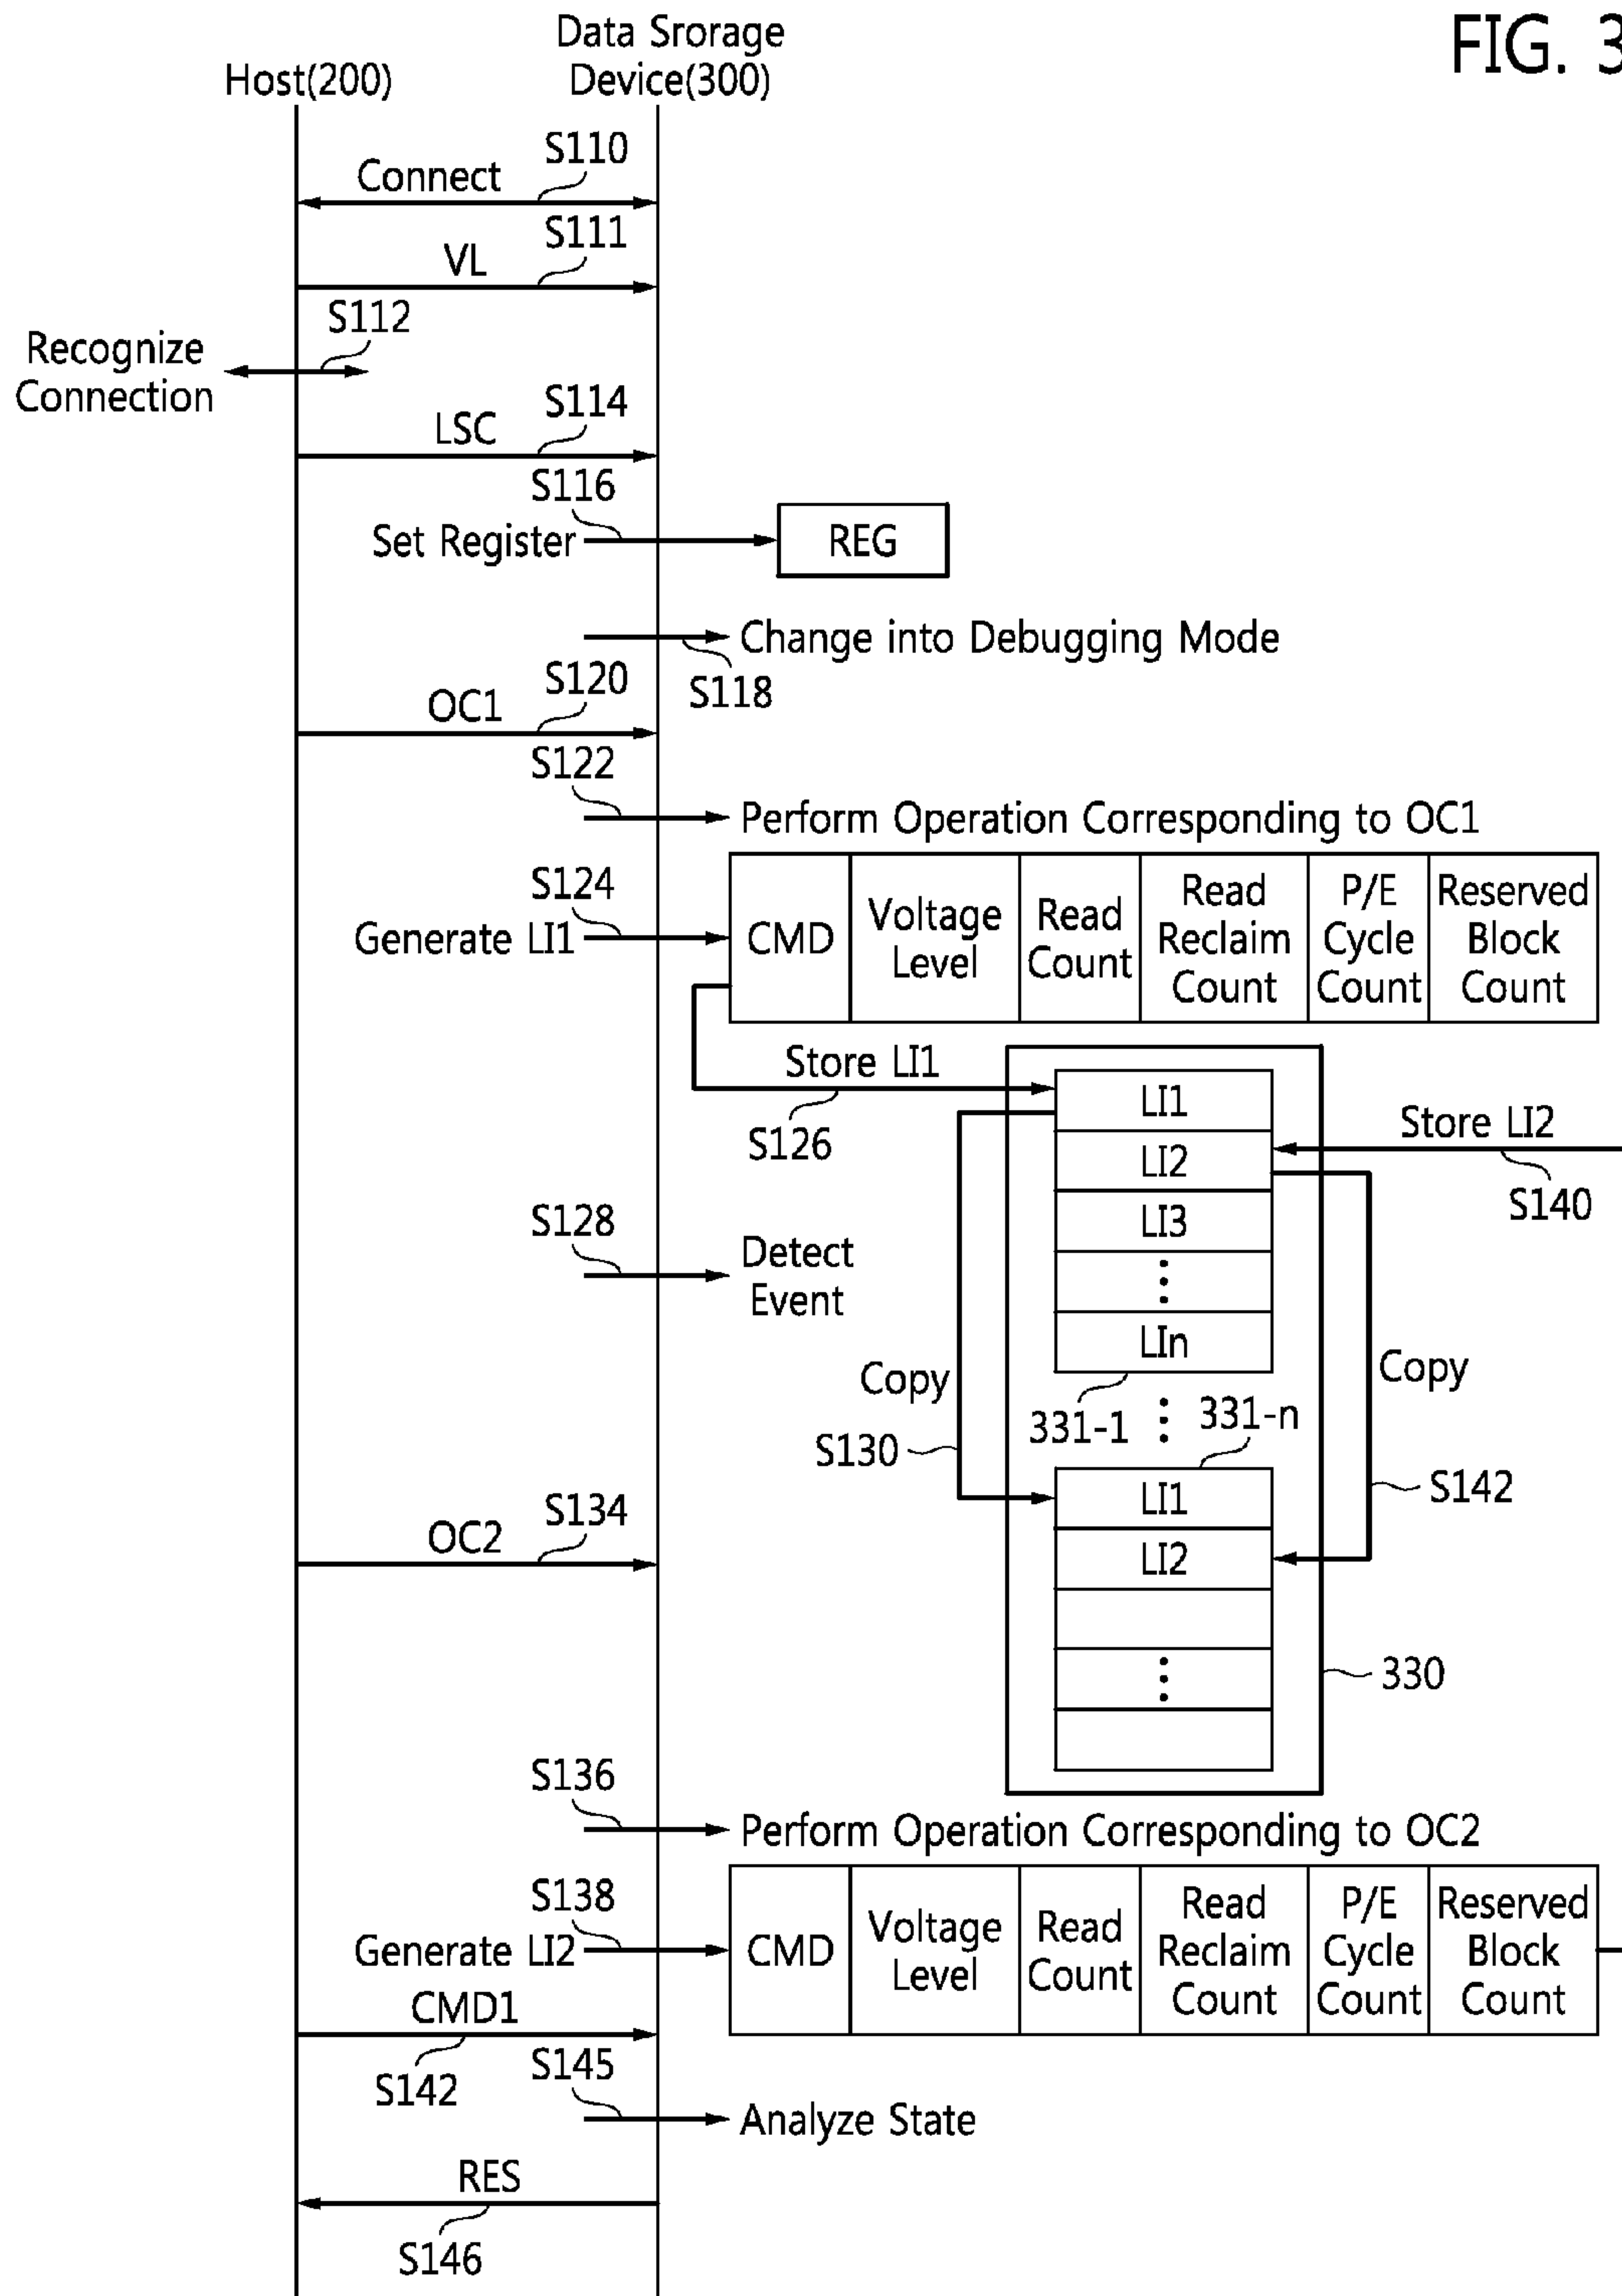 FIG. 3
Data Srorage
Host(200)
Device(300)
S110
Connect
S111
VL
S112
Recognize
Connection
S114
LSC
S116
Set Register
REG
Change into Debugging Mode
S118
S120
OC1
S122
Perform Operation Corresponding to OC1
S124
Generate LI1
CMD
Voltage
Level
Read
Count
Read
Reclaim
Count
P/E
Cycle
Count
Reserved
Block
Count
Store LI1
S126
LI1
LI2
LI3
LIn
Store LI2
S140
S128
Detect
Event
Copy
S130
331-1
331-n
Copy
S142
LI1
LI2
330
S134
OC2
S136
Perform Operation Corresponding to OC2
S138
Generate LI2
CMD
Voltage
Level
Read
Count
Read
Reclaim
Count
P/E
Cycle
Count
Reserved
Block
Count
CMD1
S142
S145
Analyze State
RES
S146